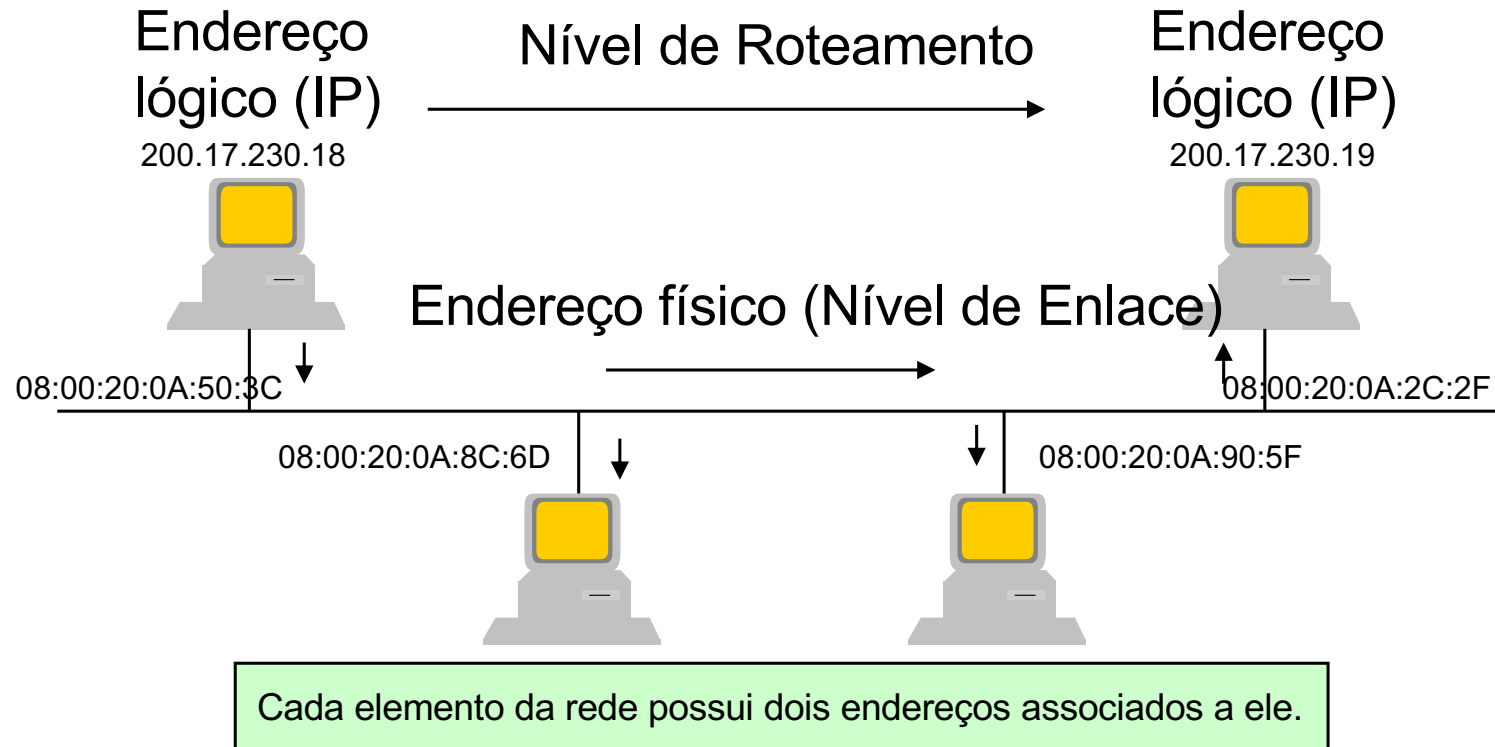 Endereço
lógico (IP)
200.17.230.18
Nível de Roteamento
Endereço
lógico (IP)
200.17.230.19
Endereço físico (Nível de Enlace)
08:00:20:0A:50:3C
08:00:20:0A:2C:2F
08:00:20:0A:8C:6D
08:00:20:0A:90:5F
Cada elemento da rede possui dois endereços associados a ele.